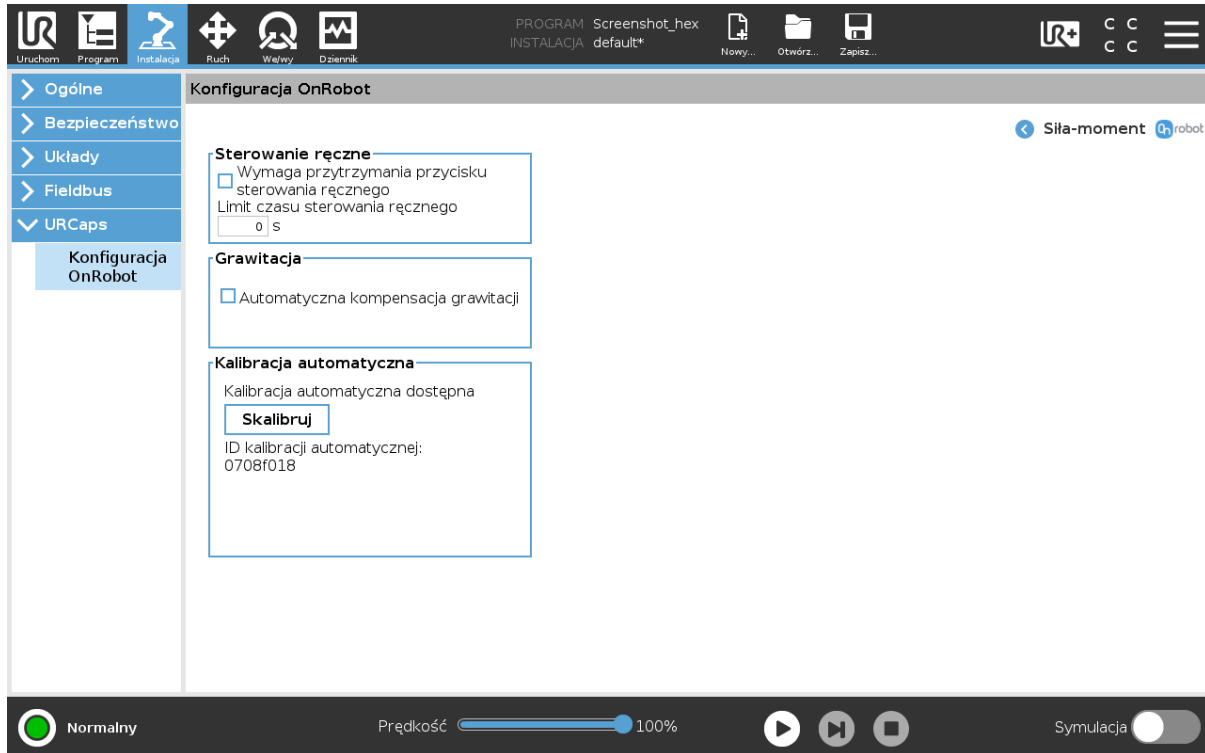 PROGRAM Screenshot_hex
INSTALACJA default*
Uruchom Program Instalacja Ruch We/wy Dziennik Nowy... Otwórz... Zapisz...
UR+
C C
C C
Ogólne
Bezpieczeństwo
Układy
Fieldbus
URCaps
Konfiguracja
OnRobot
Konfiguracja OnRobot
Siła-moment OnRobot
Sterowanie ręczne
Wymaga przytrzymania przycisku
sterowania ręcznego
Limit czasu sterowania ręcznego
0 S
Grawitacja
Automatyczna kompensacja grawitacji
Kalibracja automatyczna
Kalibracja automatyczna dostępna
Skalibruj
ID kalibracji automatycznej:
0708f018
Normalny Prędkość 100% Symulacja